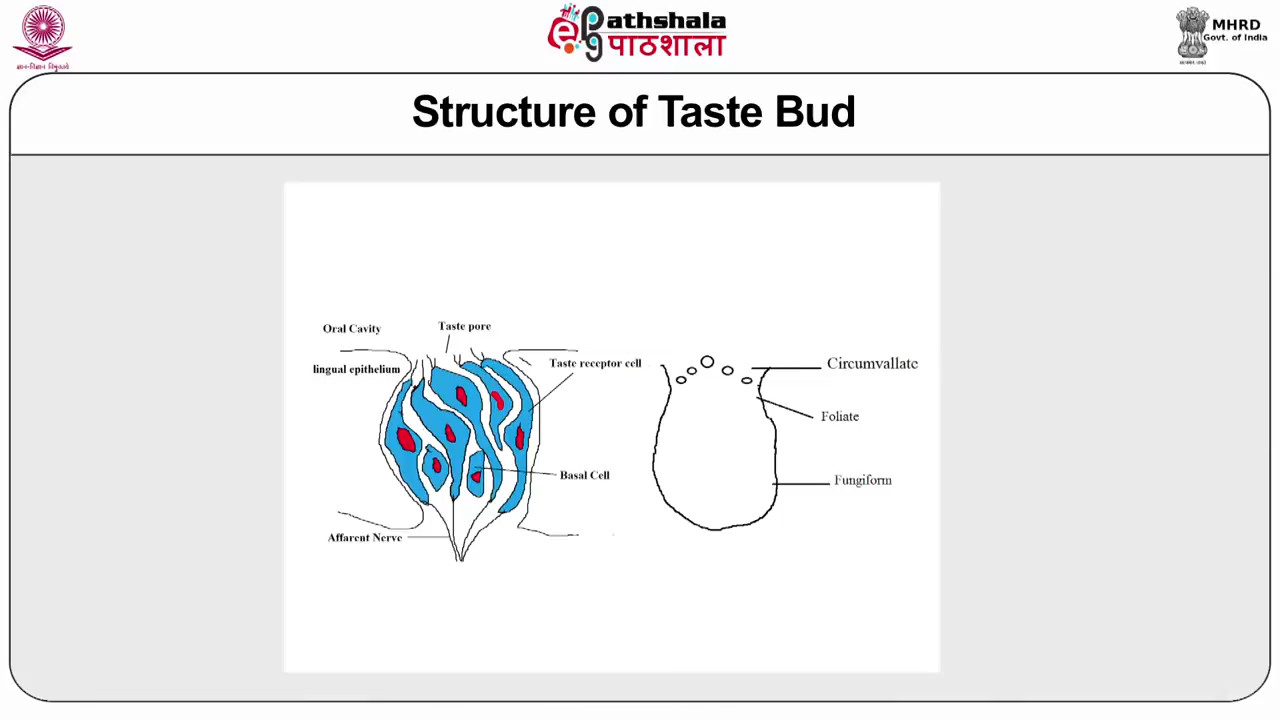 ePathshala
पाठशाला
MHRD
Govt. of India
Structure of Taste Bud
Oral Cavity
Taste pore
lingual epithelium
Taste receptor cell
Basal Cell
Affarent Nerve
Circumvallate
Foliate
Fungiform